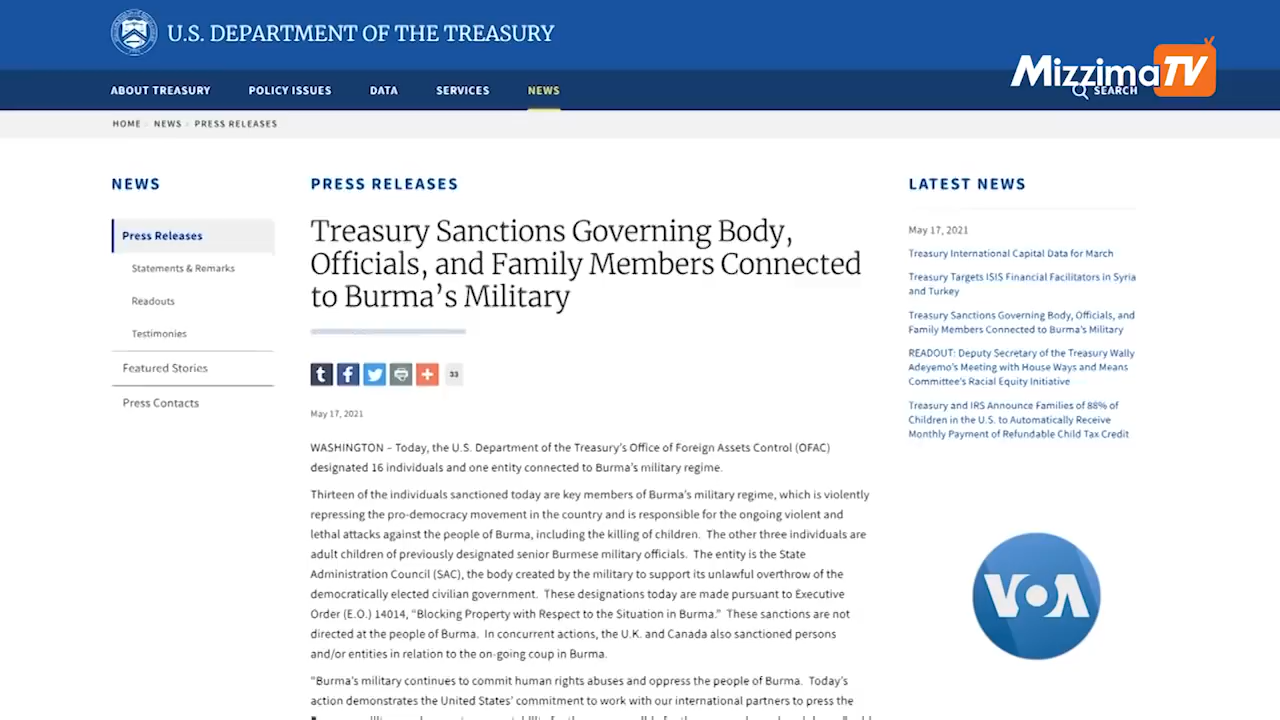 U.S. DEPARTMENT OF THE TREASURY
MizzimaTV
ABOUT TREASURY POLICY ISSUES DATA SERVICES NEWS SEARCH
HOME NEWS PRESS RELEASES
NEWS
Press Releases
Statements & Remarks
Readouts
Testimonies
Featured Stories
Press Contacts
PRESS RELEASES
Treasury Sanctions Governing Body,
Officials, and Family Members Connected
to Burma's Military
33
May 17, 2021
WASHINGTON – Today, the U.S. Department of the Treasury's Office of Foreign Assets Control (OFAC)
designated 16 individuals and one entity connected to Burma's military regime.
Thirteen of the individuals sanctioned today are key members of Burma's military regime, which is violently
repressing the pro-democracy movement in the country and is responsible for the ongoing violent and
lethal attacks against the people of Burma, including the killing of children. The other three individuals are
adult children of previously designated senior Burmese military officials. The entity is the State
Administration Council (SAC), the body created by the military to support its unlawful overthrow of the
democratically elected civilian government. These designations today are made pursuant to Executive
Order (E.O.) 14014, “Blocking Property with Respect to the Situation in Burma.” These sanctions are not
directed at the people of Burma. In concurrent actions, the U.K. and Canada also sanctioned persons
and/or entities in relation to the on-going coup in Burma.
“Burma's military continues to commit human rights abuses and oppress the people of Burma. Today's
action demonstrates the United States' commitment to work with our international partners to press the
LATEST NEWS
May 17, 2021
Treasury International Capital Data for March
Treasury Targets ISIS Financial Facilitators in Syria
and Turkey
Treasury Sanctions Governing Body, Officials, and
Family Members Connected to Burma's Military
READOUT: Deputy Secretary of the Treasury Wally
Adeyemo's Meeting with House Ways and Means
Committee's Racial Equity Initiative
Treasury and IRS Announce Families of 88% of
Children in the U.S. to Automatically Receive
Monthly Payment of Refundable Child Tax Credit
VOA